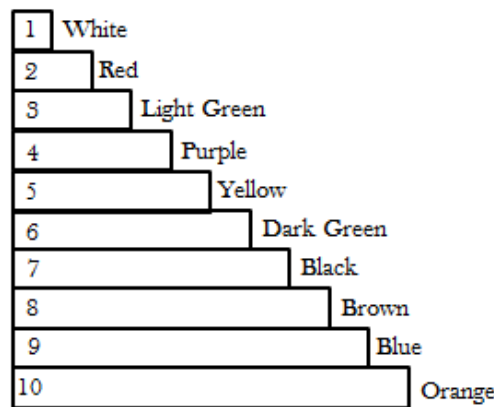 1 White
2 Red
3 Light Green
4 Purple
5 Yellow
6 Dark Green
7 Black
8 Brown
9 Blue
10 Orange